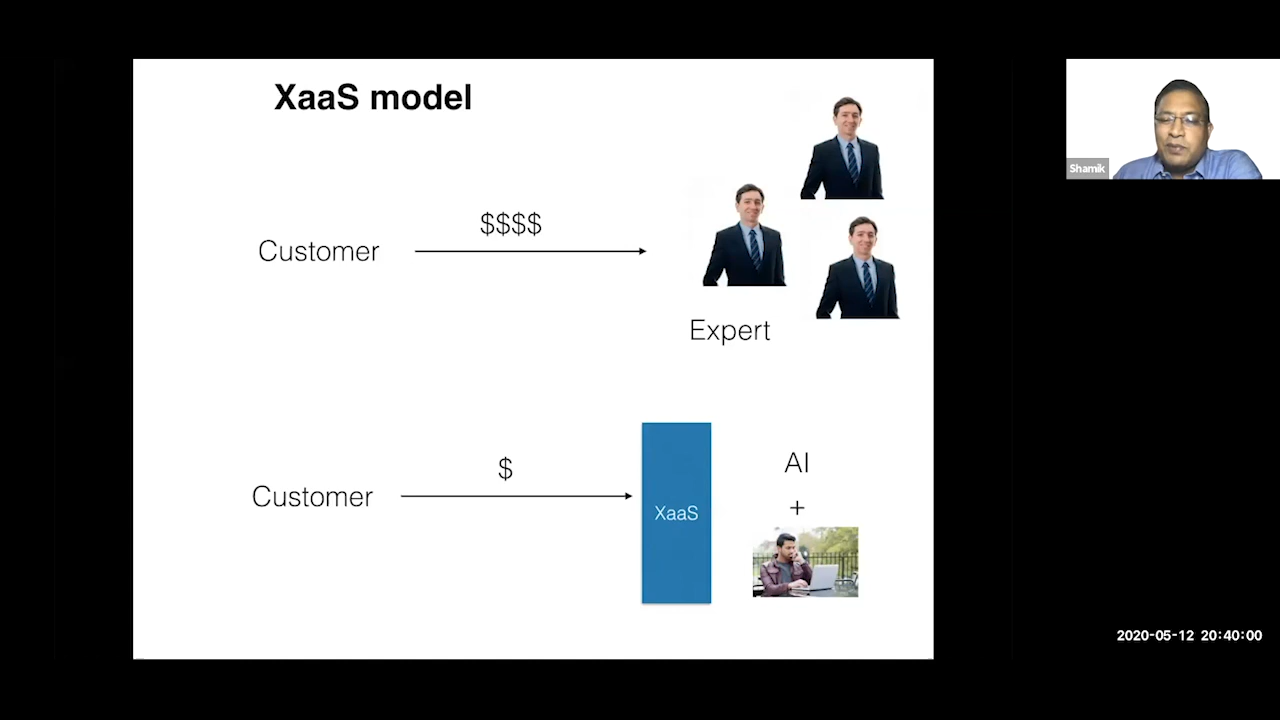 XaaS model
$$$$
Customer
Expert
$
Customer
XaaS
AI
+
Shamik
2020-05-12 20:40:00